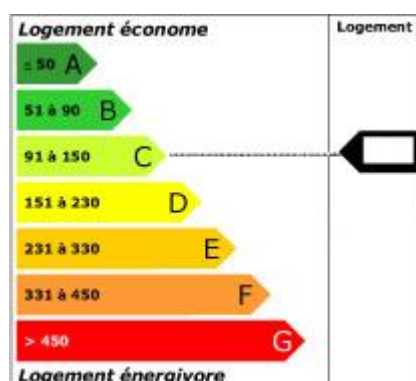 Logement économe
Logement
≤ 50 A
51 à 90 B
91 à 150 C
151 à 230 D
231 à 330 E
331 à 450 F
> 450 G
Logement énergivore